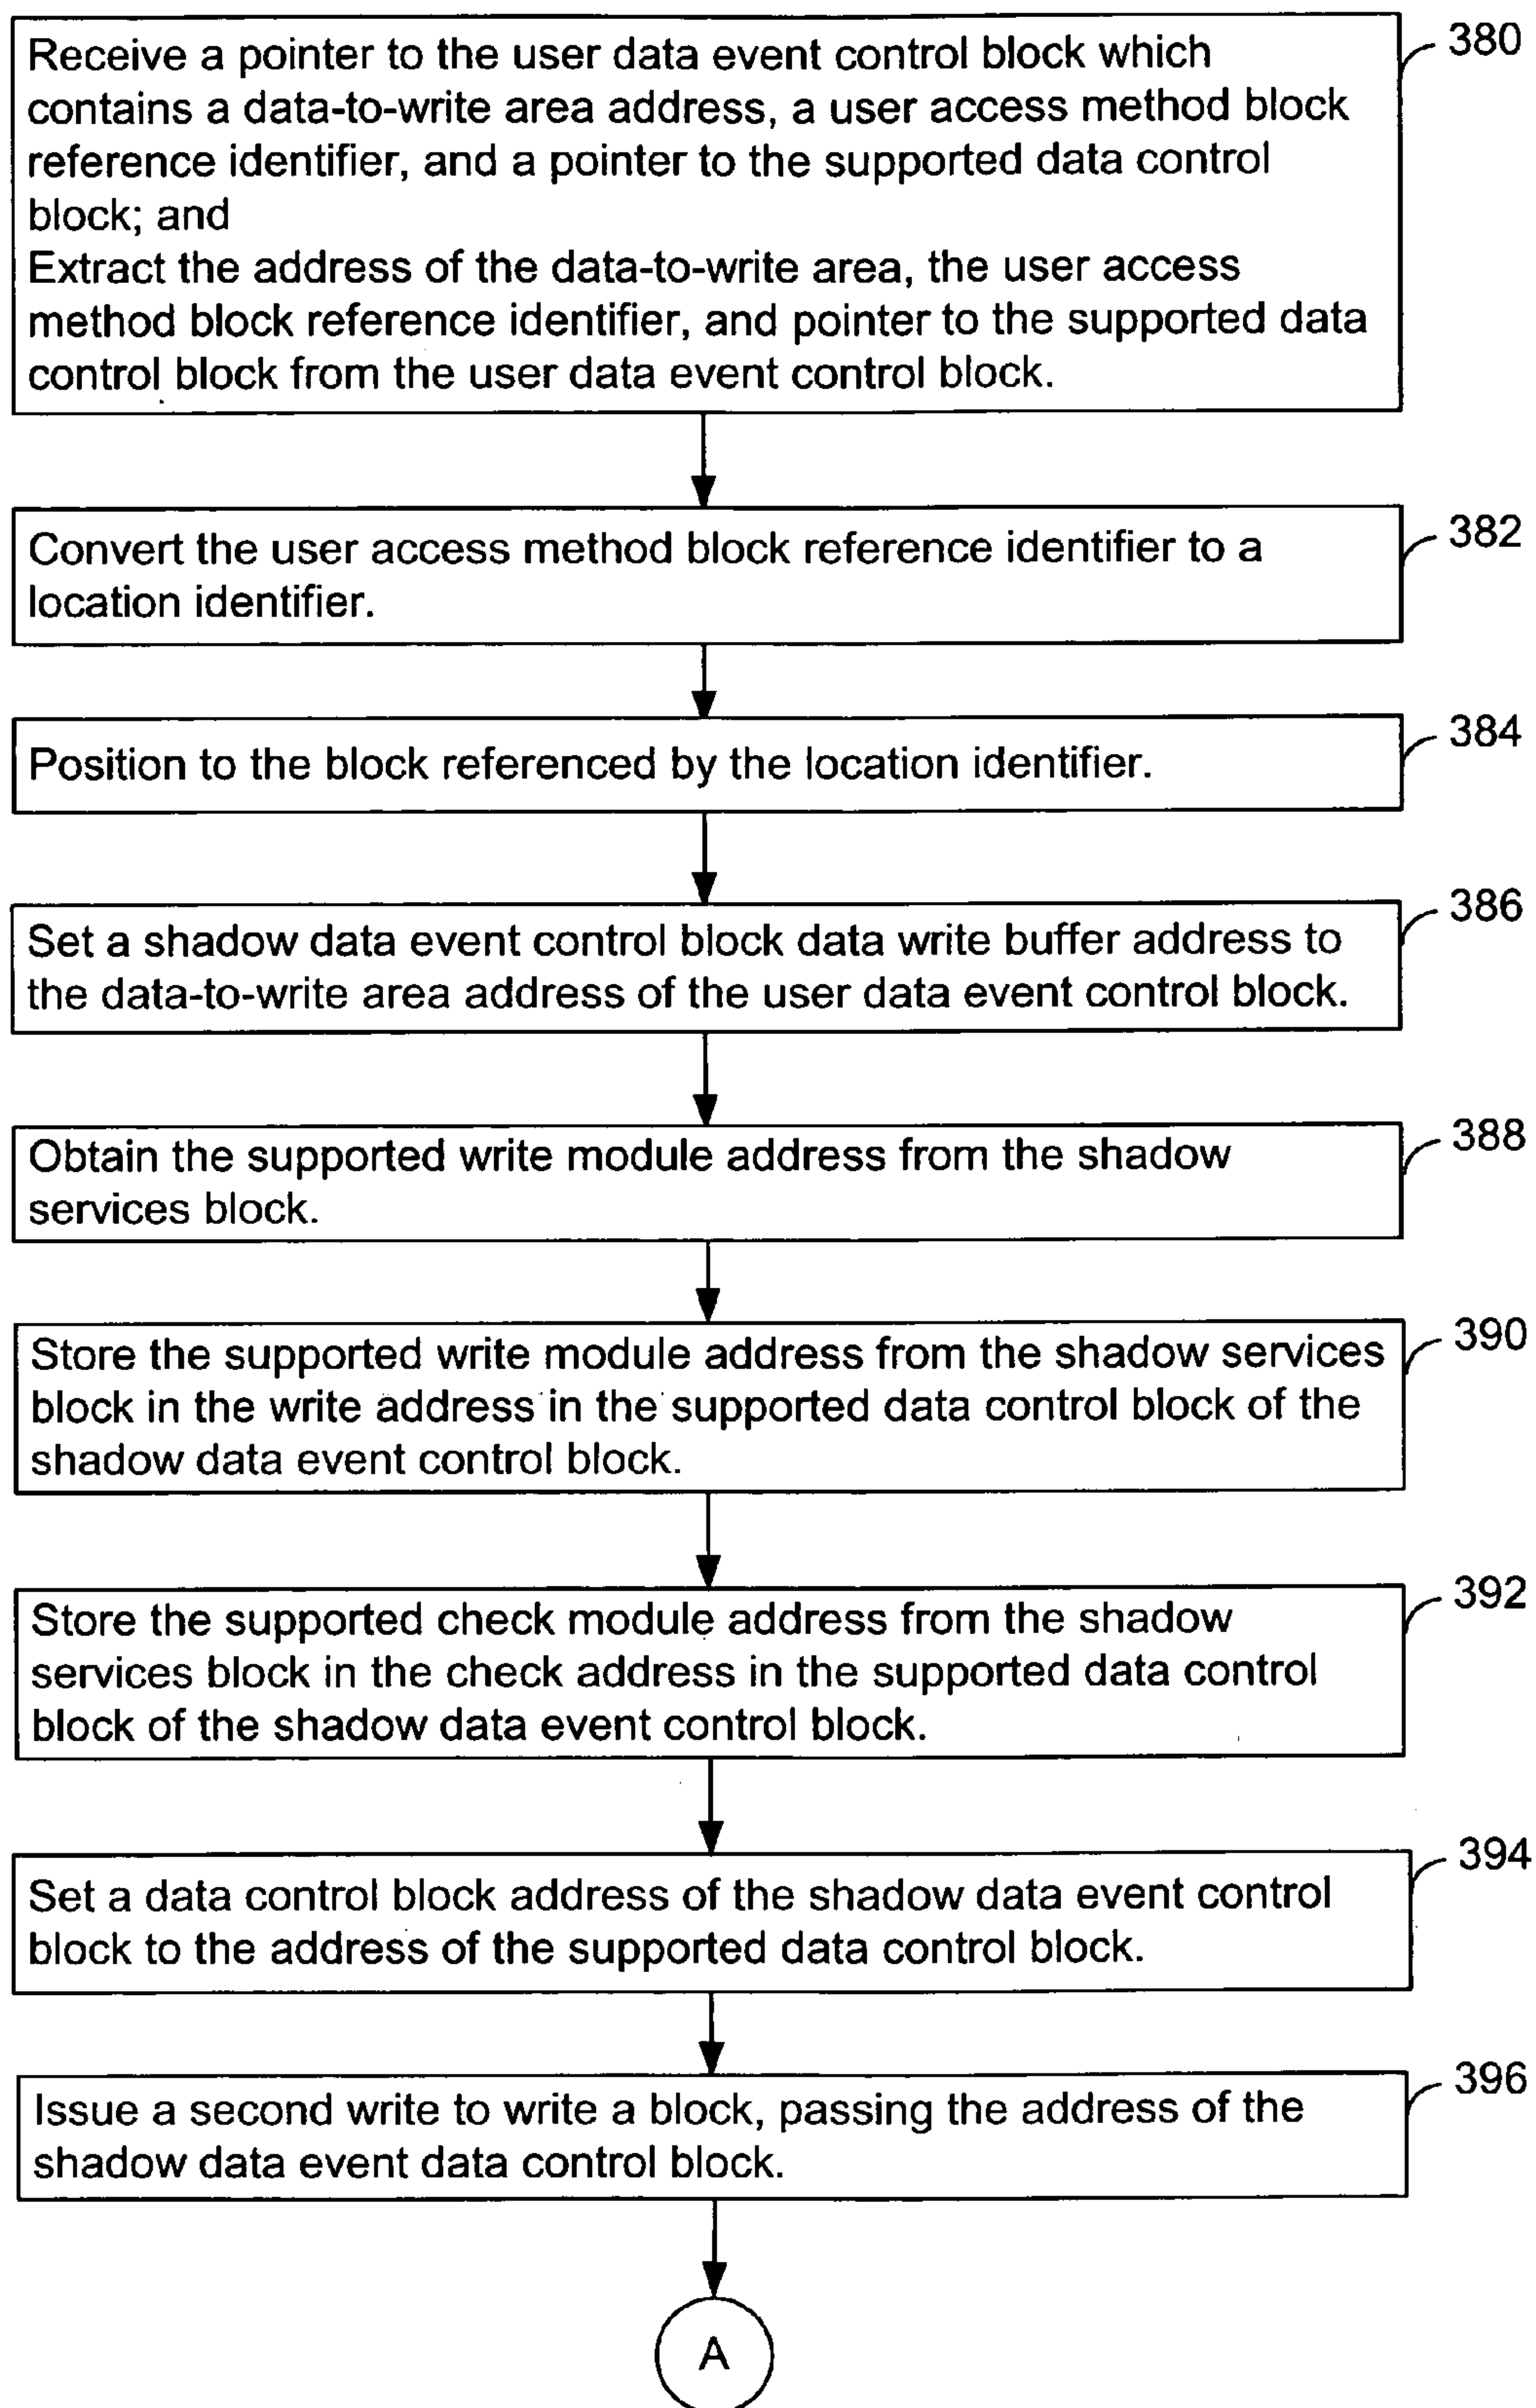 Receive a pointer to the user data event control block which
contains a data-to-write area address, a user access method block
reference identifier, and a pointer to the supported data control
block; and
Extract the address of the data-to-write area, the user access
method block reference identifier, and pointer to the supported data
control block from the user data event control block.
380
Convert the user access method block reference identifier to a
location identifier.
382
Position to the block referenced by the location identifier.
384
Set a shadow data event control block data write buffer address to
the data-to-write area address of the user data event control block.
386
Obtain the supported write module address from the shadow
services block.
388
Store the supported write module address from the shadow services
block in the write address in the supported data control block of the
shadow data event control block.
390
Store the supported check module address from the shadow
services block in the check address in the supported data control
block of the shadow data event control block.
392
Set a data control block address of the shadow data event control
block to the address of the supported data control block.
394
Issue a second write to write a block, passing the address of the
shadow data event data control block.
396
A